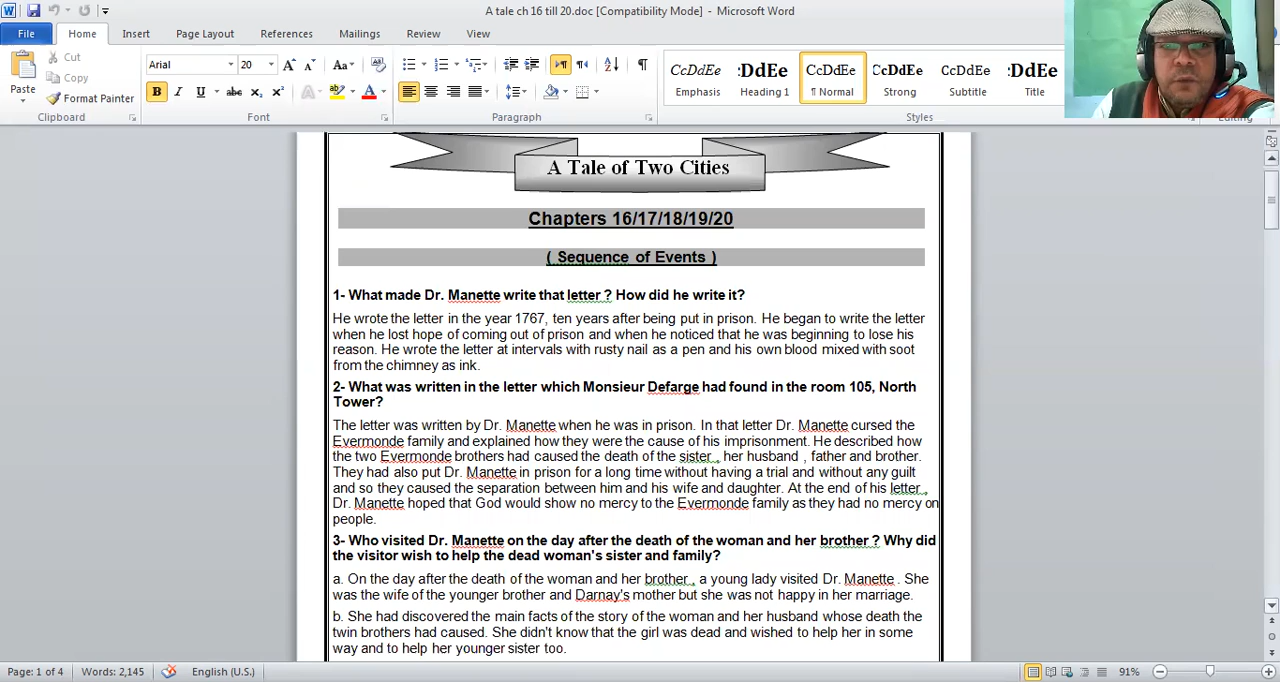 A tale ch 16 till 20.doc [Compatibility Mode] - Microsoft Word
File Home Insert Page Layout References Mailings Review View
Cut
Copy
Paste
Format Painter
Arial 20
Clipboard Font Paragraph Styles Editing
CcDdEe :DdEe CcDdEe CcDdEe CcDdEe :DdEe
Emphasis Heading 1 ¶ Normal Strong Subtitle Title
A Tale of Two Cities
Chapters 16/17/18/19/20
( Sequence of Events )
1- What made Dr. Manette write that letter ? How did he write it?
He wrote the letter in the year 1767, ten years after being put in prison. He began to write the letter
when he lost hope of coming out of prison and when he noticed that he was beginning to lose his
reason. He wrote the letter at intervals with rusty nail as a pen and his own blood mixed with soot
from the chimney as ink.
2- What was written in the letter which Monsieur Defarge had found in the room 105, North
Tower?
The letter was written by Dr. Manette when he was in prison. In that letter Dr. Manette cursed the
Evermonde family and explained how they were the cause of his imprisonment. He described how
the two Evermonde brothers had caused the death of the sister , her husband , father and brother.
They had also put Dr. Manette in prison for a long time without having a trial and without any guilt
and so they caused the separation between him and his wife and daughter. At the end of his letter ,
Dr. Manette hoped that God would show no mercy to the Evermonde family as they had no mercy on
people.
3- Who visited Dr. Manette on the day after the death of the woman and her brother ? Why did
the visitor wish to help the dead woman's sister and family?
a. On the day after the death of the woman and her brother , a young lady visited Dr. Manette . She
was the wife of the younger brother and Darnay's mother but she was not happy in her marriage.
b. She had discovered the main facts of the story of the woman and her husband whose death the
twin brothers had caused. She didn't know that the girl was dead and wished to help her in some
way and to help her younger sister too.
Page: 1 of 4 Words: 2,145 English (U.S.) 91%